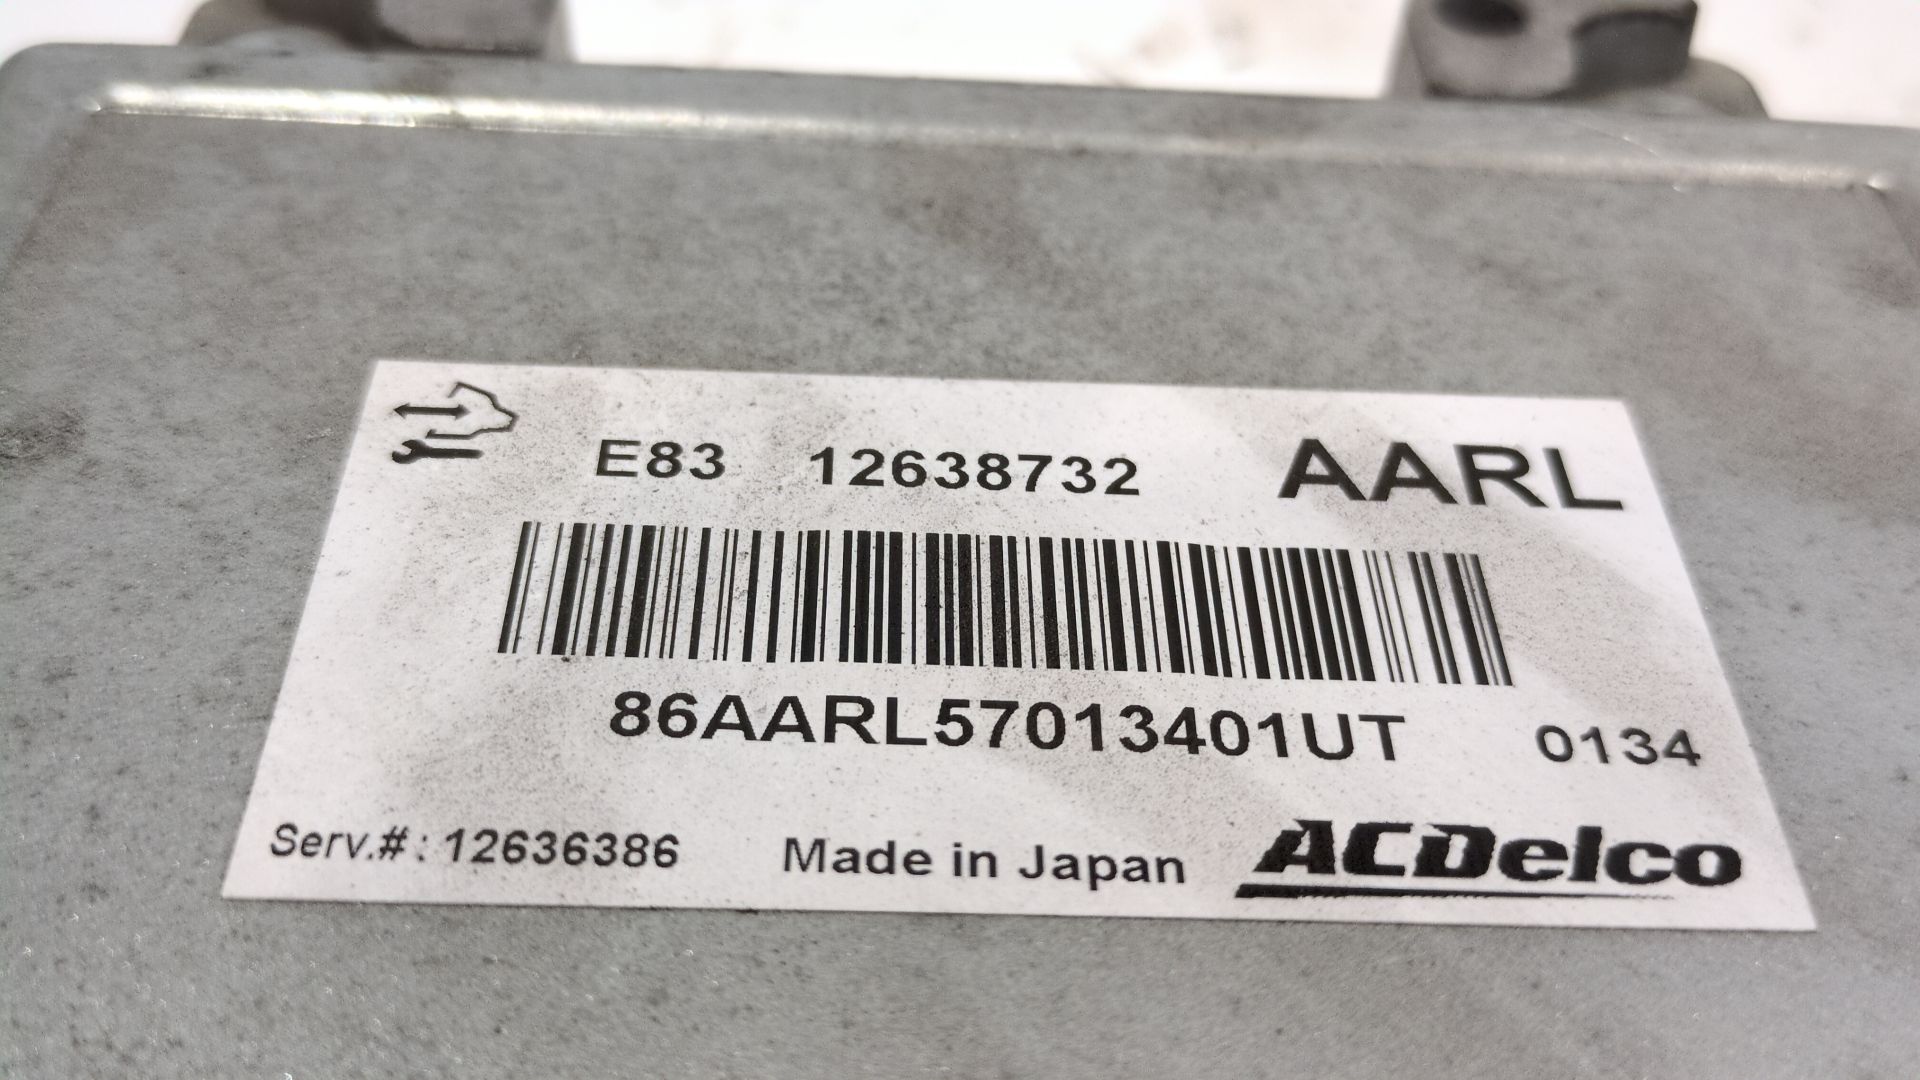 E83 12638732 AARL
86AARL57013401UT 0134
Serv.#: 12636386 Made in Japan ACDelco